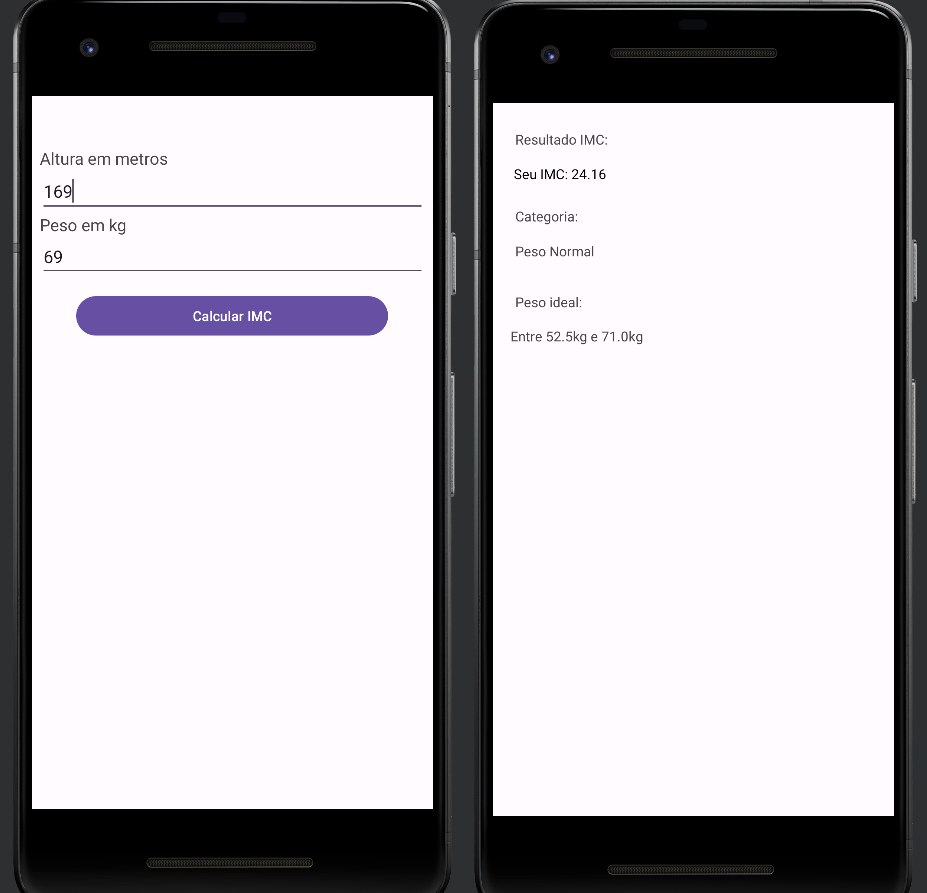 Altura em metros
169
Peso em kg
69
Calcular IMC
Resultado IMC:
Seu IMC: 24.16
Categoria:
Peso Normal
Peso ideal:
Entre 52.5kg e 71.0kg